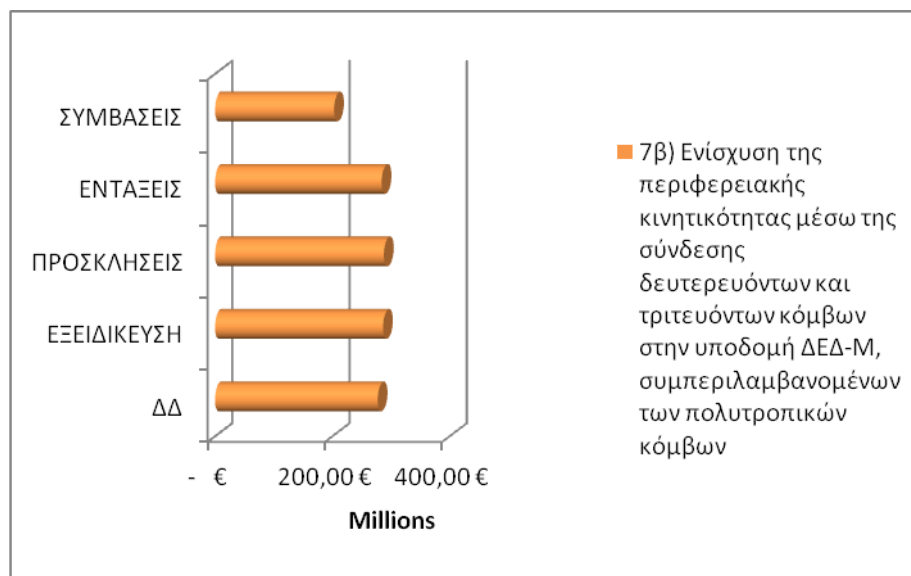 ΣΥΜΒΑΣΕΙΣ
ΕΝΤΑΞΕΙΣ
ΠΡΟΣΚΛΗΣΕΙΣ
ΕΞΕΙΔΙΚΕΥΣΗ
ΔΔ
- €
200,00 €
400,00 €
Millions
7β) Ενίσχυση της
περιφερειακής
κινητικότητας μέσω της
σύνδεσης
δευτερευόντων και
τριτευόντων κόμβων
στην υποδομή ΔΕΔ-Μ,
συμπεριλαμβανομένων
των πολυτροπικών
κόμβων